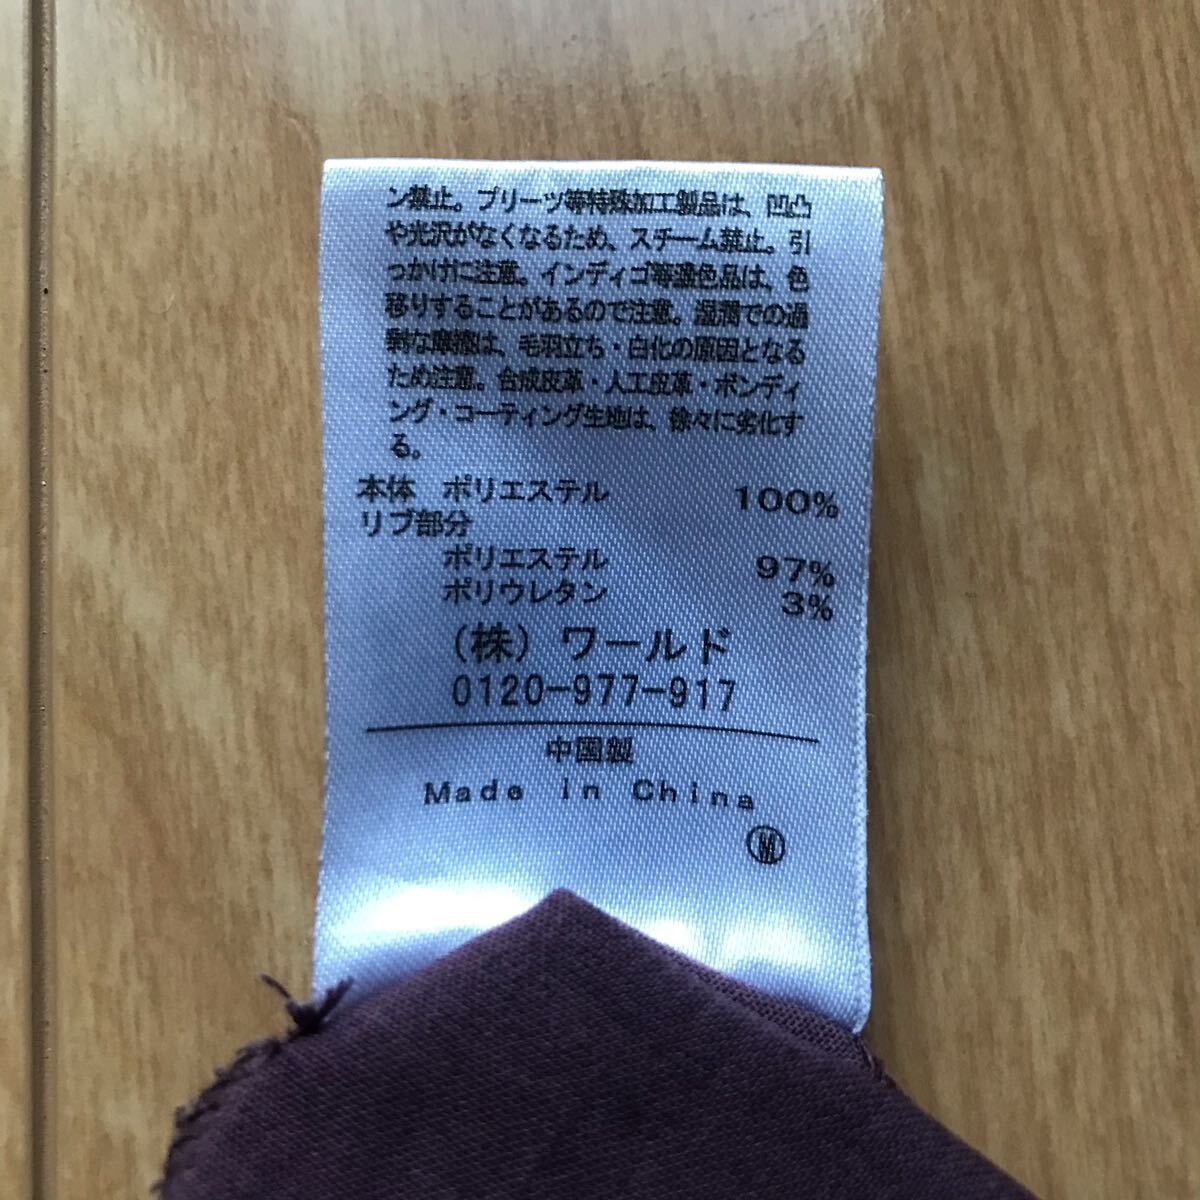 ン禁止。プリーツ等特殊加工製品は、凹凸
や光沢がなくなるため、スチーム禁止。引
っかけに注意。インディゴ等濃色品は、色
移りすることがあるので注意。湿潤での過
剰な摩擦は、毛羽立ち・白化の原因となる
ため注意。合成皮革・人工皮革・ボンディ
ング・コーティング生地は、徐々に劣化す
る。
本体 ポリエステル 100%
リブ部分
ポリエステル 97%
ポリウレタン 3%
(株) ワールド
0120-977-917
中国製
Made in China
Ⓜ